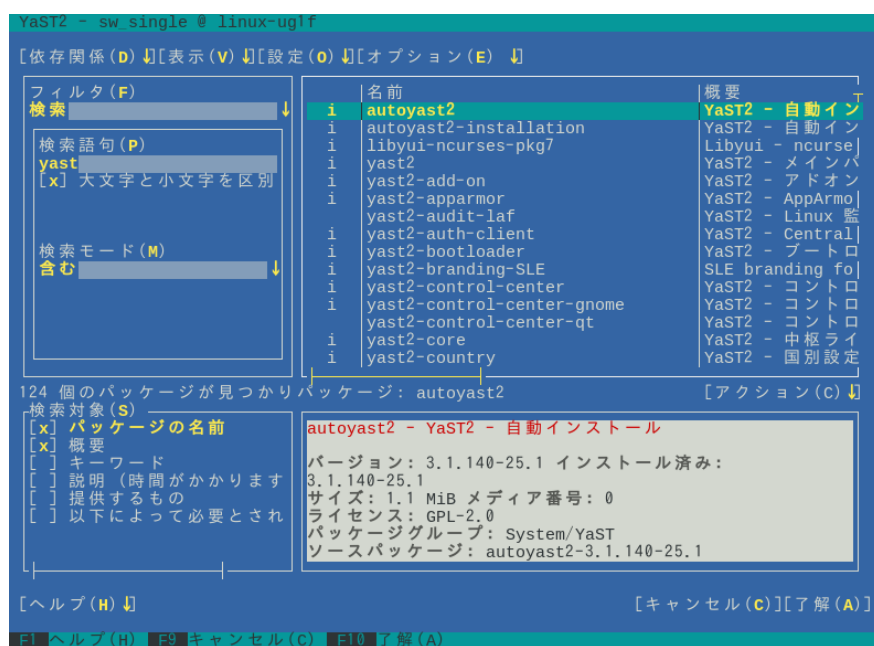 YaST2 - sw_single @ linux-ug1f
[依存関係(D)↓][表示(V)↓][設定(O)↓][オプション(E) ↓]
フィルタ(F)
検索 ↓
検索語句(P)
yast
[x] 大文字と小文字を区別
検索モード(M)
含む ↓
名前 概要
i autoyast2 YaST2 - 自動イン
i autoyast2-installation YaST2 - 自動イン
i libyui-ncurses-pkg7 Libyui - ncurse
i yast2 YaST2 - メインパ
i yast2-add-on YaST2 - アドオン
i yast2-apparmor YaST2 - AppArmo
yast2-audit-laf YaST2 - Linux 監
i yast2-auth-client YaST2 - Central
i yast2-bootloader YaST2 - ブートロ
i yast2-branding-SLE SLE branding fo
i yast2-control-center YaST2 - コントロ
i yast2-control-center-gnome YaST2 - コントロ
yast2-control-center-qt YaST2 - コントロ
i yast2-core YaST2 - 中枢ライ
i yast2-country YaST2 - 国別設定
124 個のパッケージが見つかり
パッケージ: autoyast2 [アクション(C)↓]
検索対象(S)
[x] パッケージの名前
[x] 概要
[ ] キーワード
[ ] 説明 (時間がかかります
[ ] 提供するもの
[ ] 以下によって必要とされ
autoyast2 - YaST2 - 自動インストール
バージョン: 3.1.140-25.1 インストール済み:
3.1.140-25.1
サイズ: 1.1 MiB メディア番号: 0
ライセンス: GPL-2.0
パッケージグループ: System/YaST
ソースパッケージ: autoyast2-3.1.140-25.1
[ヘルプ(H)↓] [キャンセル(C)][了解(A)]
F1 ヘルプ(H) F9 キャンセル(C) F10 了解(A)